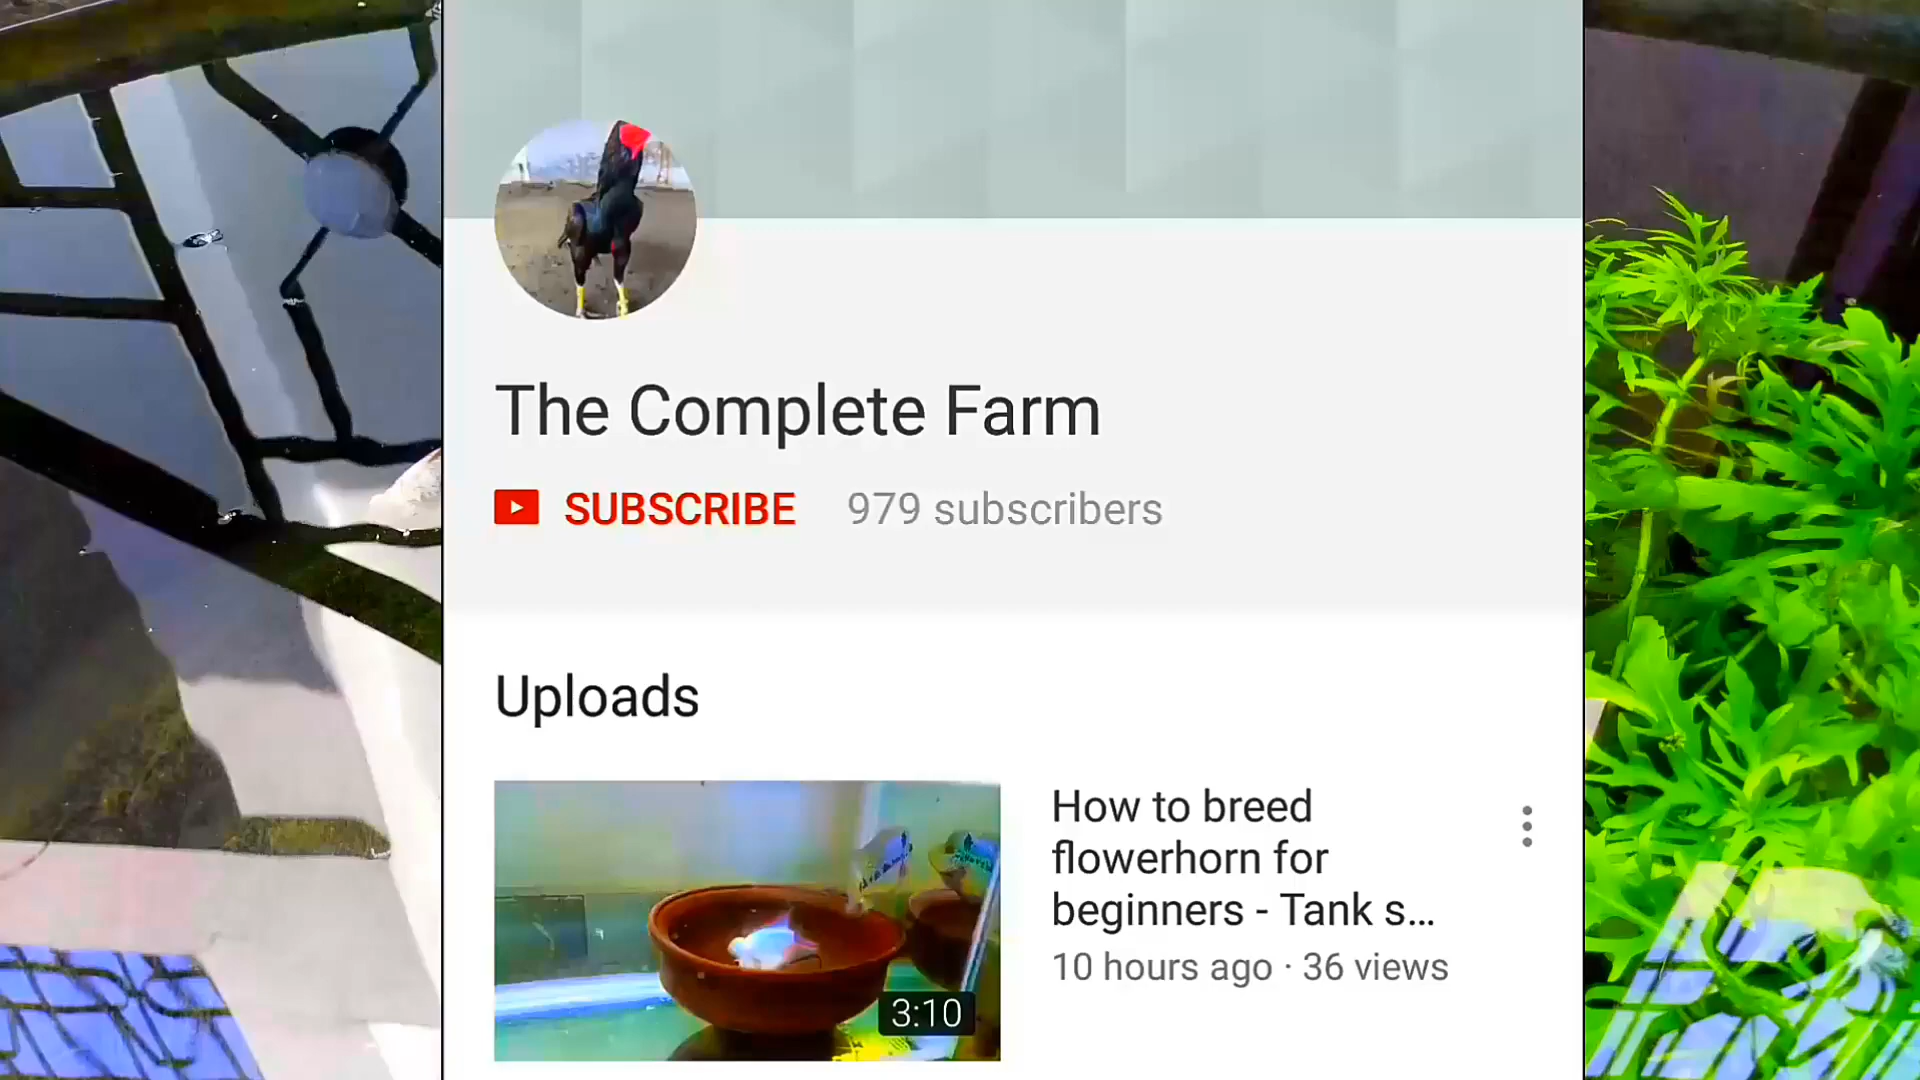 The Complete Farm
SUBSCRIBE 979 subscribers
Uploads
How to breed
flowerhorn for
beginners - Tank s...
10 hours ago · 36 views
3:10